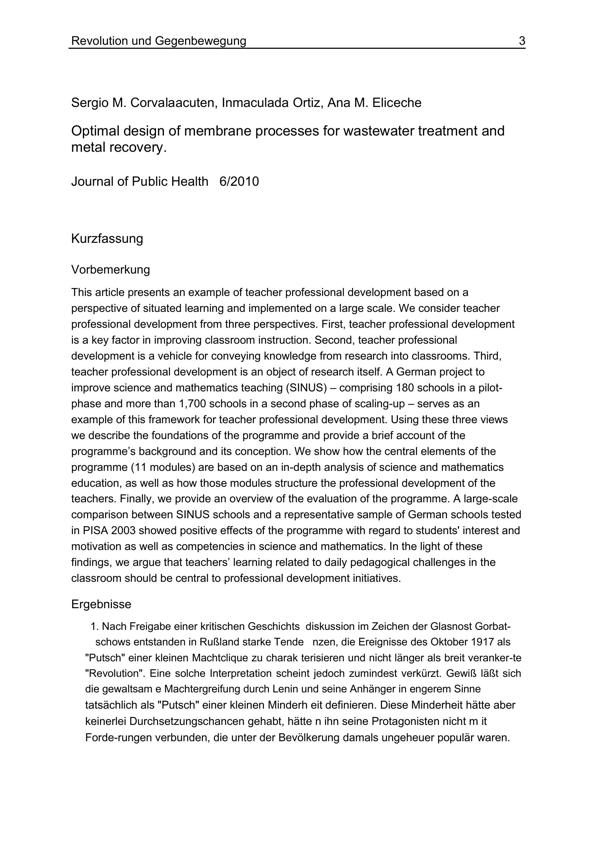 Revolution und Gegenbewegung 3
Sergio M. Corvalaacuten, Inmaculada Ortiz, Ana M. Eliceche
Optimal design of membrane processes for wastewater treatment and
metal recovery.
Journal of Public Health 6/2010
Kurzfassung
Vorbemerkung
This article presents an example of teacher professional development based on a
perspective of situated learning and implemented on a large scale. We consider teacher
professional development from three perspectives. First, teacher professional development
is a key factor in improving classroom instruction. Second, teacher professional
development is a vehicle for conveying knowledge from research into classrooms. Third,
teacher professional development is an object of research itself. A German project to
improve science and mathematics teaching (SINUS) – comprising 180 schools in a pilot-
phase and more than 1,700 schools in a second phase of scaling-up – serves as an
example of this framework for teacher professional development. Using these three views
we describe the foundations of the programme and provide a brief account of the
programme's background and its conception. We show how the central elements of the
programme (11 modules) are based on an in-depth analysis of science and mathematics
education, as well as how those modules structure the professional development of the
teachers. Finally, we provide an overview of the evaluation of the programme. A large-scale
comparison between SINUS schools and a representative sample of German schools tested
in PISA 2003 showed positive effects of the programme with regard to students' interest and
motivation as well as competencies in science and mathematics. In the light of these
findings, we argue that teachers' learning related to daily pedagogical challenges in the
classroom should be central to professional development initiatives.
Ergebnisse
1. Nach Freigabe einer kritischen Geschichts diskussion im Zeichen der Glasnost Gorbat-
schows entstanden in Rußland starke Tende nzen, die Ereignisse des Oktober 1917 als
"Putsch" einer kleinen Machtclique zu charak terisieren und nicht länger als breit veranker-te
"Revolution". Eine solche Interpretation scheint jedoch zumindest verkürzt. Gewiß läßt sich
die gewaltsam e Machtergreifung durch Lenin und seine Anhänger in engerem Sinne
tatsächlich als "Putsch" einer kleinen Minderh eit definieren. Diese Minderheit hätte aber
keinerlei Durchsetzungschancen gehabt, hätte n ihn seine Protagonisten nicht m it
Forde-rungen verbunden, die unter der Bevölkerung damals ungeheuer populär waren.